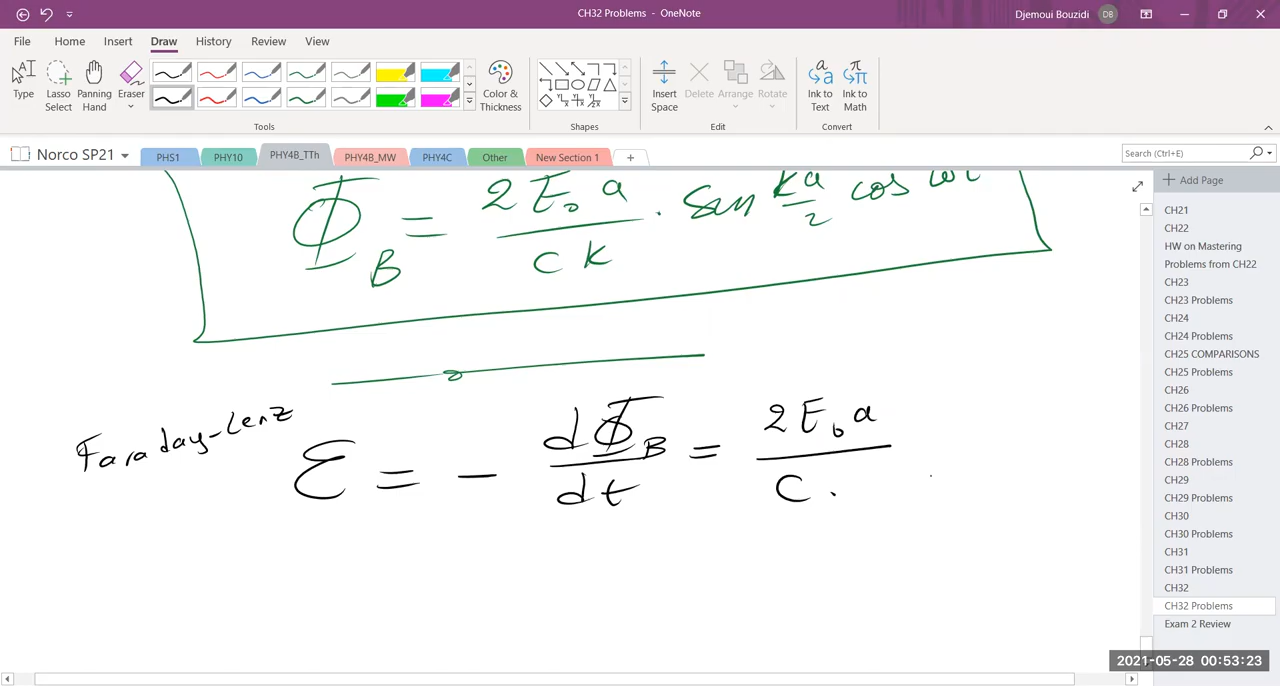 CH32 Problems - OneNote
Djemoui Bouzidi DB
File Home Insert Draw History Review View
Type Lasso Select Panning Hand Eraser Color & Thickness Insert Space Delete Arrange Rotate Ink to Text Ink to Math
Tools Shapes Edit Convert
Norco SP21 PHS1 PHY10 PHY4B_TTh PHY4B_MW PHY4C Other New Section 1 + Search (Ctrl+E)
Add Page
CH21
CH22
HW on Mastering
Problems from CH22
CH23
CH23 Problems
CH24
CH24 Problems
CH25 COMPARISONS
CH25 Problems
CH26
CH26 Problems
CH27
CH28
CH28 Problems
CH29
CH29 Problems
CH30
CH30 Problems
CH31
CH31 Problems
CH32
CH32 Problems
Exam 2 Review
Φ_B = 2E₀a / ck . sin ka/2 cos ωt
Faraday-Lenz ℰ = - dΦ_B / dt = 2E₀a / c .
2021-05-28 00:53:23